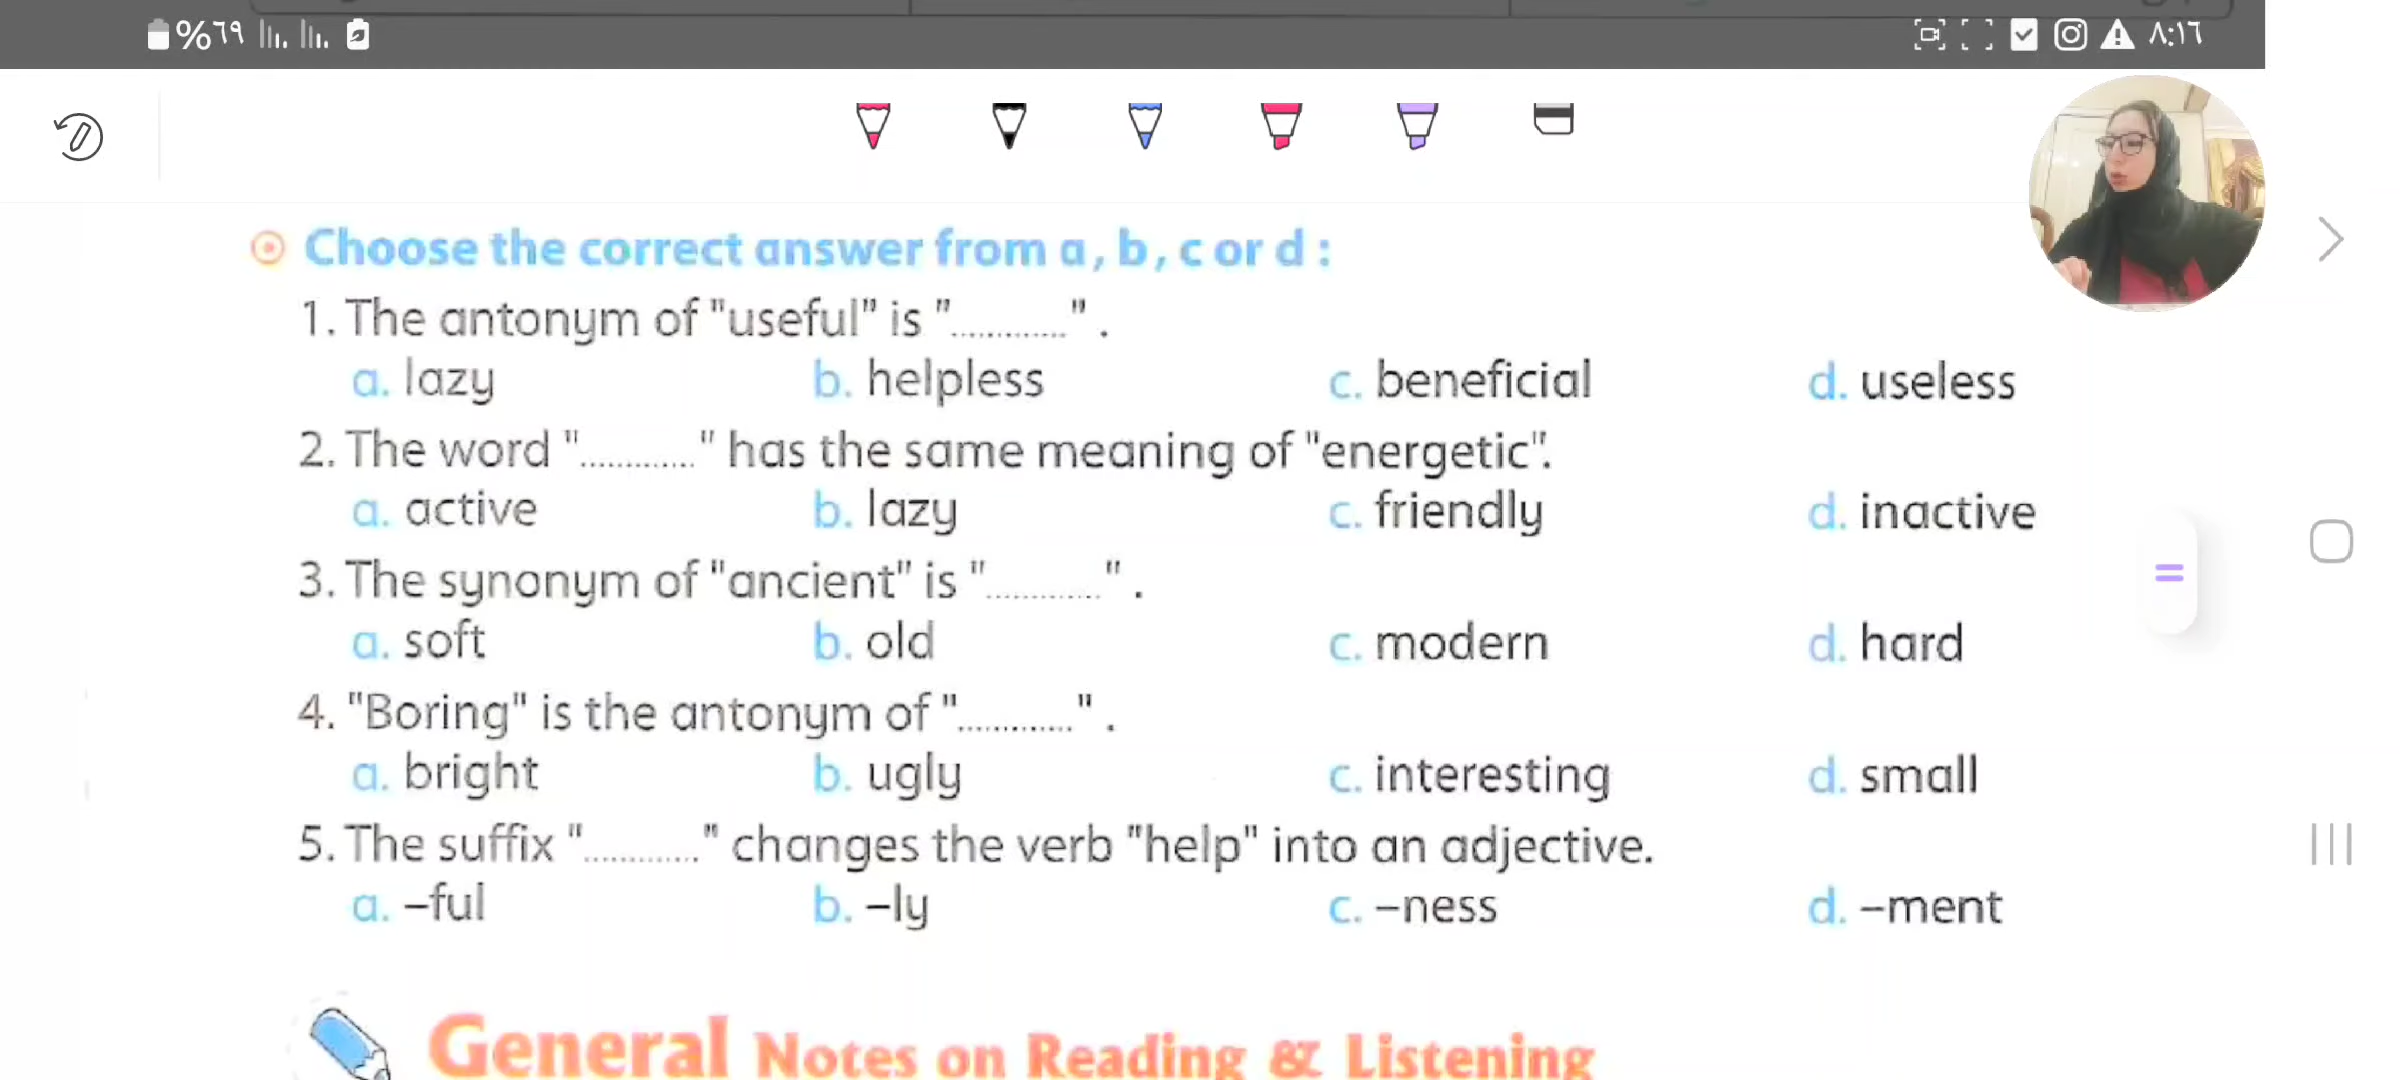 %٦٩ ٨:١٦
Choose the correct answer from a, b, c or d :
1. The antonym of "useful" is "............" .
a. lazy b. helpless c. beneficial d. useless
2. The word "............" has the same meaning of "energetic".
a. active b. lazy c. friendly d. inactive
3. The synonym of "ancient" is "............" .
a. soft b. old c. modern d. hard
4. "Boring" is the antonym of "............" .
a. bright b. ugly c. interesting d. small
5. The suffix "............" changes the verb "help" into an adjective.
a. –ful b. –ly c. –ness d. –ment
General Notes on Reading & Listening